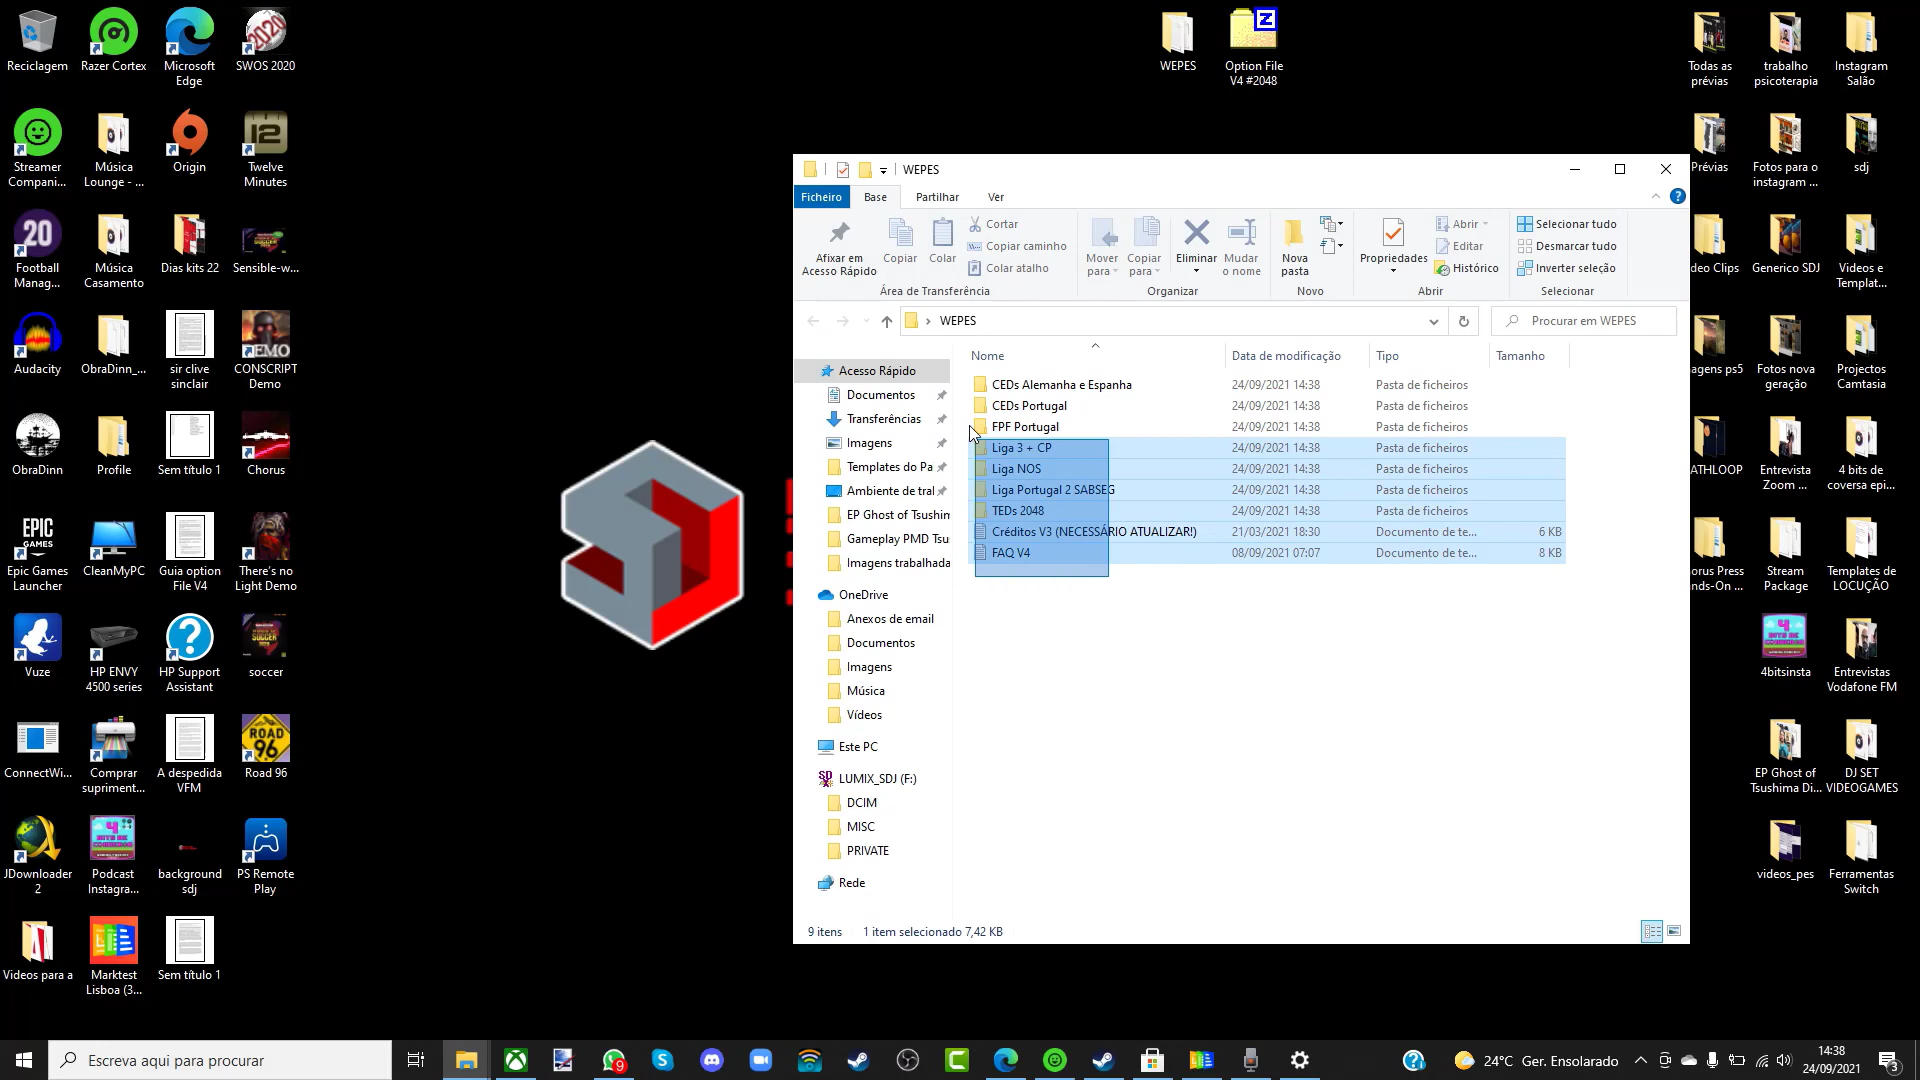 Reciclagem
Razer Cortex
Microsoft
Edge
SWOS 2020
Streamer
Compani...
Música
Lounge - ...
Origin
Twelve
Minutes
Football
Manag...
Música
Casamento
Dias kits 22
Sensible-w...
Audacity
ObraDinn_...
sir clive
sinclair
CONSCRIPT
Demo
ObraDinn
Profile
Sem título 1
Chorus
Epic Games
Launcher
CleanMyPC
Guia option
File V4
There's no
Light Demo
Vuze
HP ENVY
4500 series
HP Support
Assistant
soccer
ConnectWi...
Comprar
supriment...
A despedida
VFM
Road 96
JDownloader
2
Podcast
Instagra...
background
sdj
PS Remote
Play
Videos para a
Marktest
Lisboa (3...
Sem título 1
WEPES
Option File
V4 #2048
Todas as
prévias
trabalho
psicoterapia
Instagram
Salão
Prévias
Fotos para o
instagram ...
sdj
deo Clips
Generico SDJ
Videos e
Templat...
agens ps5
Fotos nova
geração
Projectos
Camtasia
ATHLOOP
Entrevista
Zoom ...
4 bits de
coversa epi...
orus Press
nds-On ...
Stream
Package
Templates de
LOCUÇÃO
4bitsinsta
Entrevistas
Vodafone FM
EP Ghost of
Tsushima Di...
DJ SET
VIDEOGAMES
videos_pes
Ferramentas
Switch
WEPES
Ficheiro Base Partilhar Ver
Afixar em
Acesso Rápido
Copiar
Colar
Cortar
Copiar caminho
Colar atalho
Área de Transferência
Mover
para
Copiar
para
Eliminar
Mudar
o nome
Organizar
Nova
pasta
Novo
Propriedades
Abrir
Editar
Histórico
Abrir
Selecionar tudo
Desmarcar tudo
Inverter seleção
Selecionar
WEPES
Procurar em WEPES
Nome Data de modificação Tipo Tamanho
CEDs Alemanha e Espanha 24/09/2021 14:38 Pasta de ficheiros
CEDs Portugal 24/09/2021 14:38 Pasta de ficheiros
FPF Portugal 24/09/2021 14:38 Pasta de ficheiros
Liga 3 + CP 24/09/2021 14:38 Pasta de ficheiros
Liga NOS 24/09/2021 14:38 Pasta de ficheiros
Liga Portugal 2 SABSEG 24/09/2021 14:38 Pasta de ficheiros
TEDs 2048 24/09/2021 14:38 Pasta de ficheiros
Créditos V3 (NECESSÁRIO ATUALIZAR!) 21/03/2021 18:30 Documento de te... 6 KB
FAQ V4 08/09/2021 07:07 Documento de te... 8 KB
Acesso Rápido
Documentos
Transferências
Imagens
Templates do Pa
Ambiente de tral
EP Ghost of Tsushin
Gameplay PMD Tsu
Imagens trabalhada
OneDrive
Anexos de email
Documentos
Imagens
Música
Vídeos
Este PC
LUMIX_SDJ (F:)
DCIM
MISC
PRIVATE
Rede
9 itens 1 item selecionado 7,42 KB
Escreva aqui para procurar
9
24°C Ger. Ensolarado
14:38
24/09/2021
3